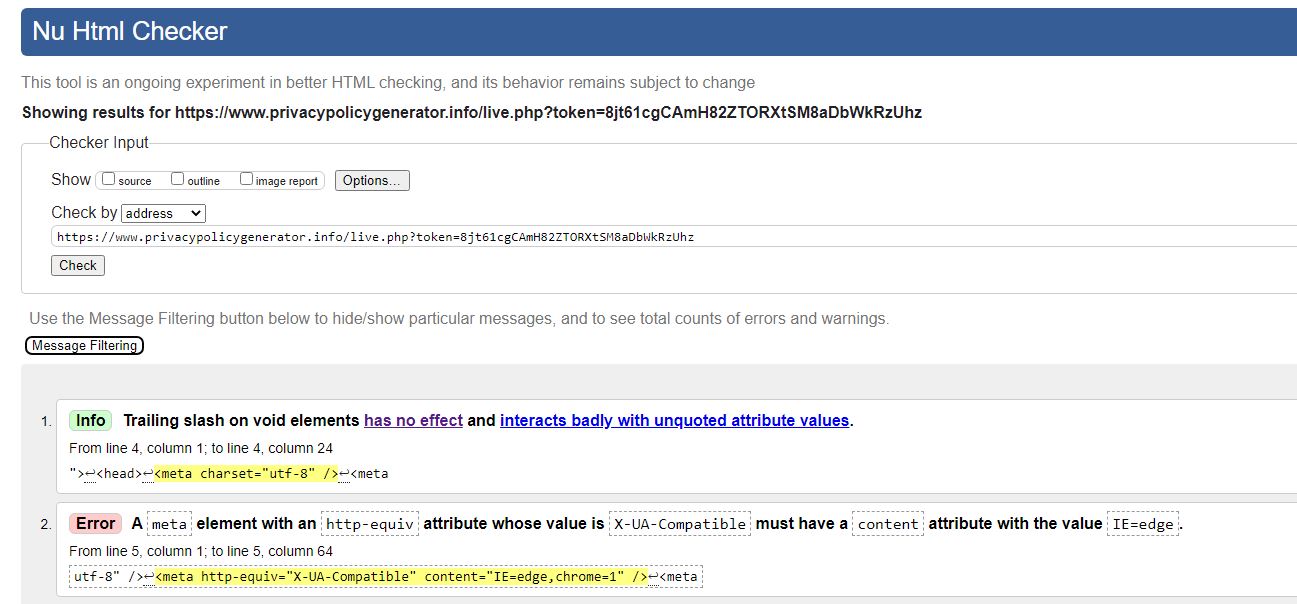 Nu Html Checker
This tool is an ongoing experiment in better HTML checking, and its behavior remains subject to change
Showing results for https://www.privacypolicygenerator.info/live.php?token=8jt61cgCAmH82ZTORXtSM8aDbWkRzUhz
Checker Input
Show source outline image report Options...
Check by address
https://www.privacypolicygenerator.info/live.php?token=8jt61cgCAmH82ZTORXtSM8aDbWkRzUhz
Check
Use the Message Filtering button below to hide/show particular messages, and to see total counts of errors and warnings.
Message Filtering
1. Info Trailing slash on void elements has no effect and interacts badly with unquoted attribute values.
From line 4, column 1; to line 4, column 24
">↩<head>↩<meta charset="utf-8" />↩<meta
2. Error A meta element with an http-equiv attribute whose value is X-UA-Compatible must have a content attribute with the value IE=edge.
From line 5, column 1; to line 5, column 64
utf-8" />↩<meta http-equiv="X-UA-Compatible" content="IE=edge,chrome=1" />↩<meta